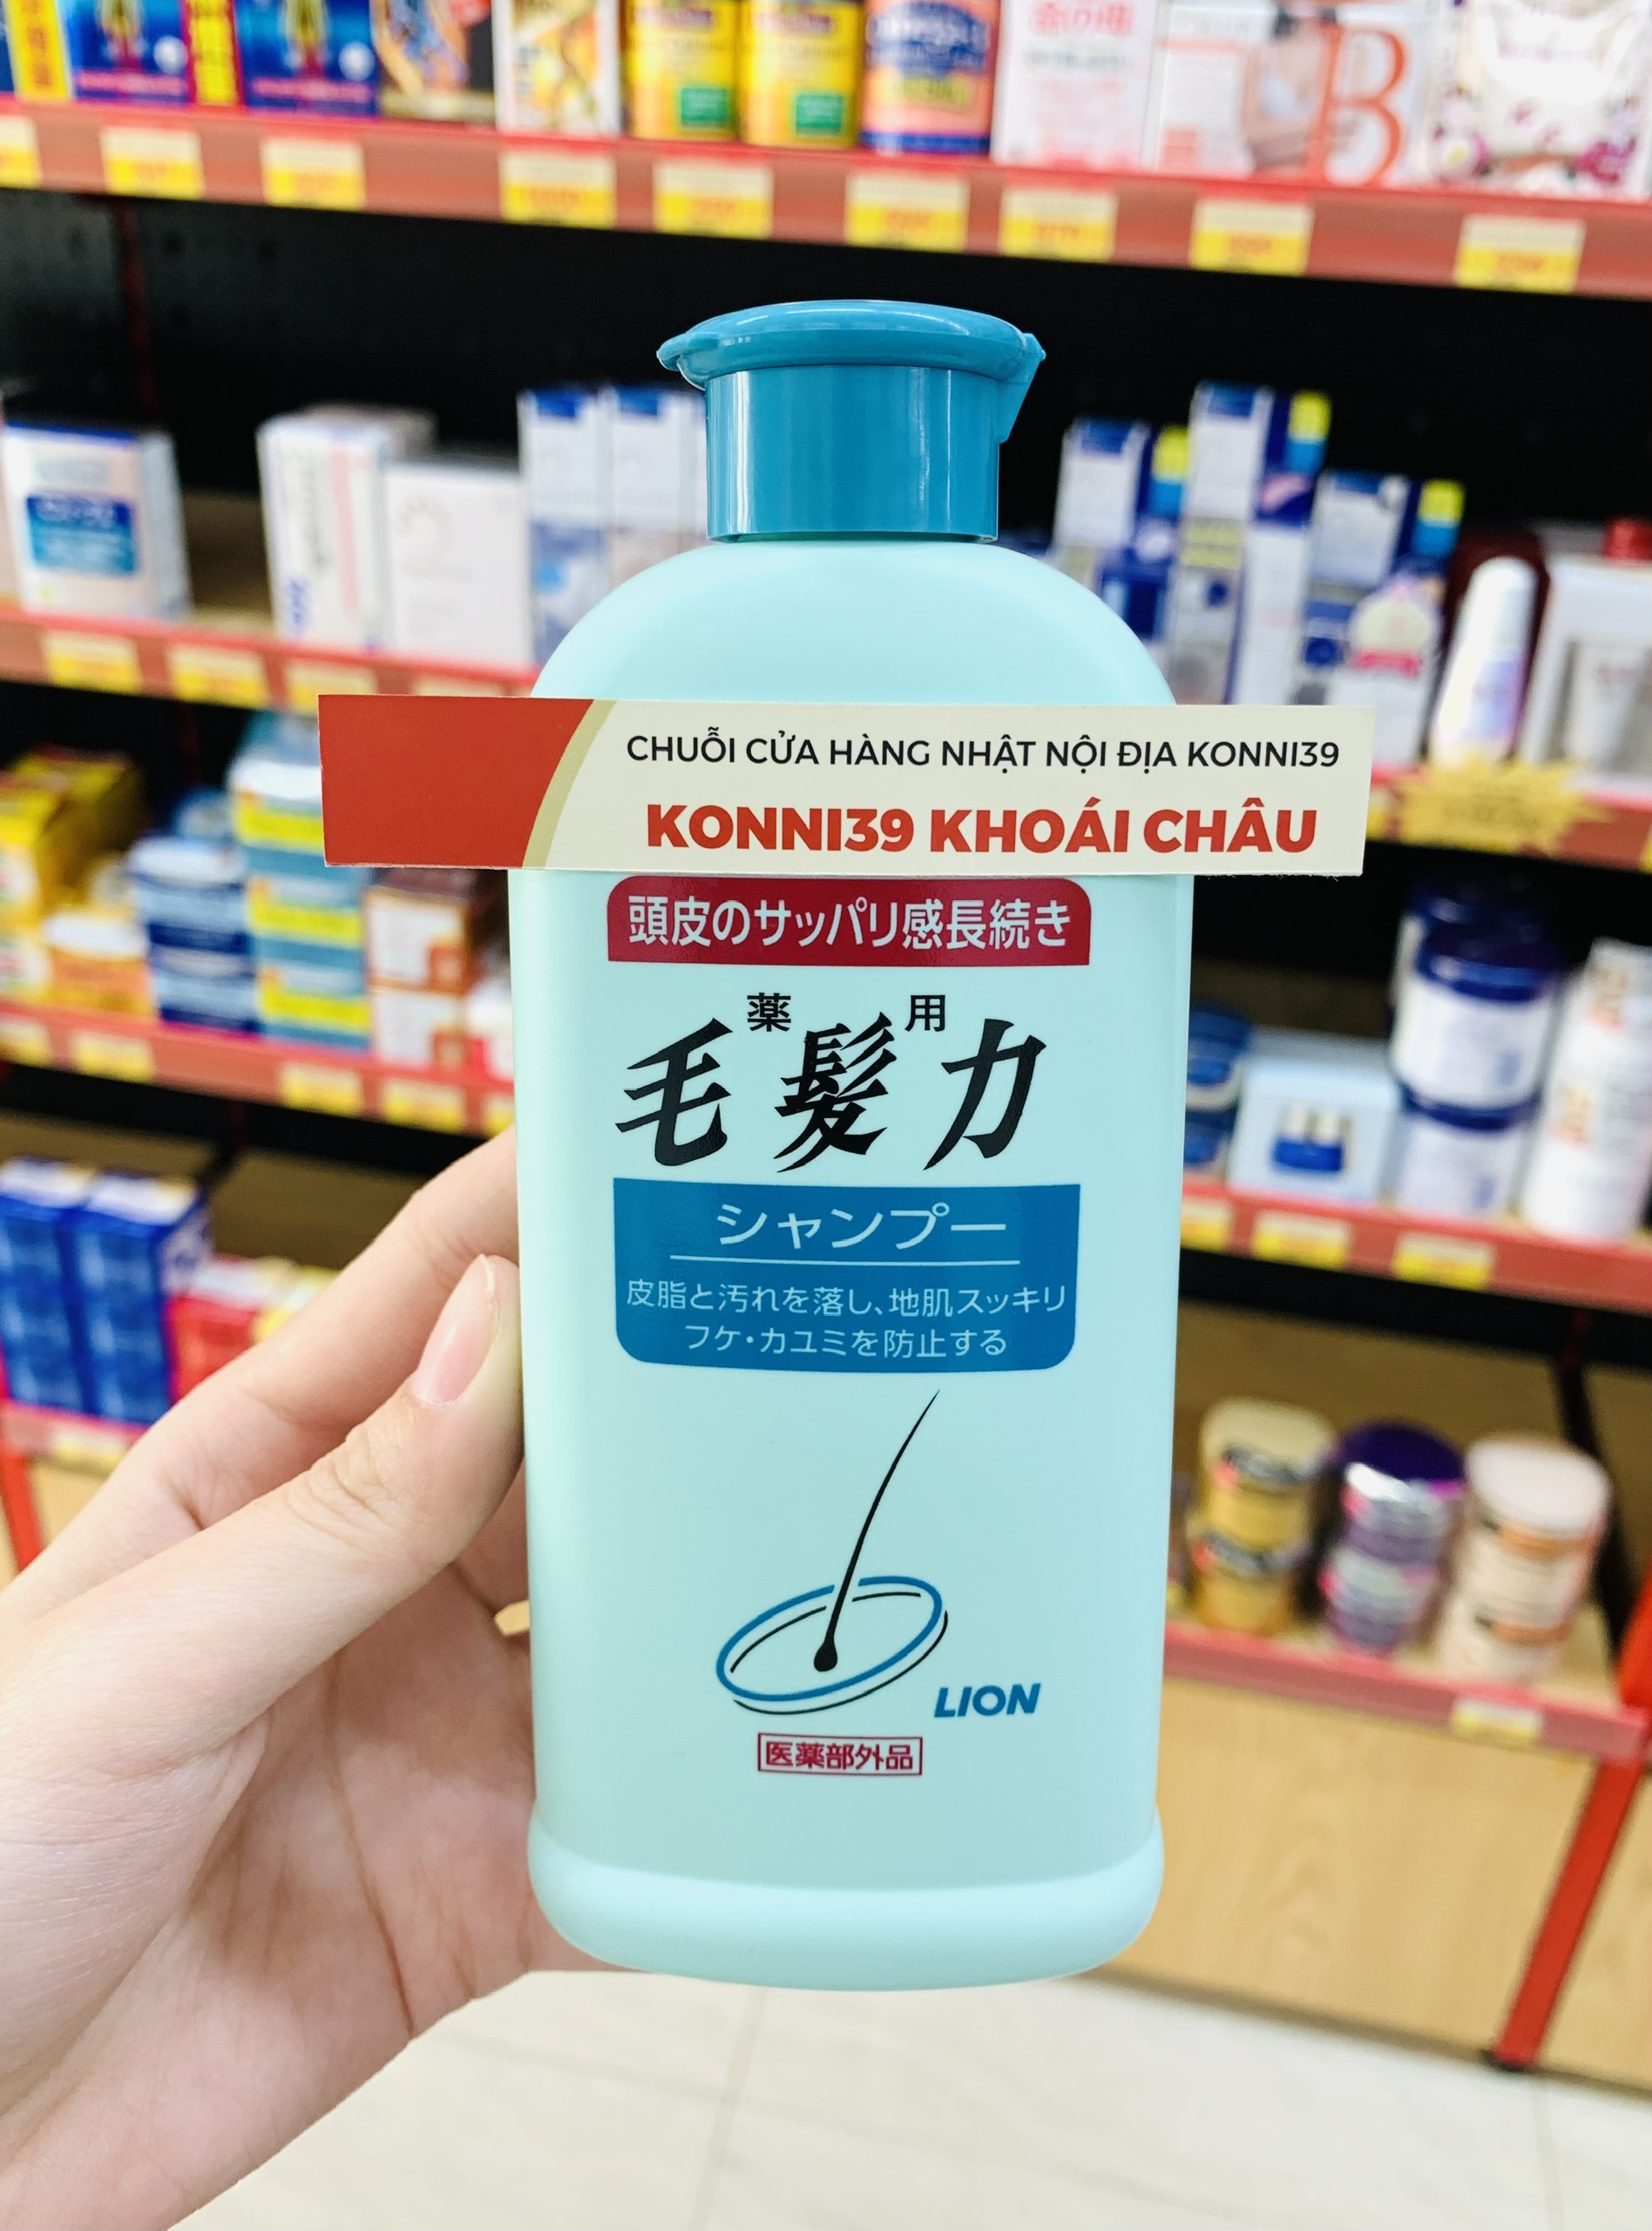 CHUỖI CỬA HÀNG NHẬT NỘI ĐỊA KONNI39
KONNI39 KHOÁI CHÂU
頭皮のサッパリ感長続き
薬用
毛髪力
シャンプー
皮脂と汚れを落し、地肌スッキリ
フケ・カユミを防止する
LION
医薬部外品
B